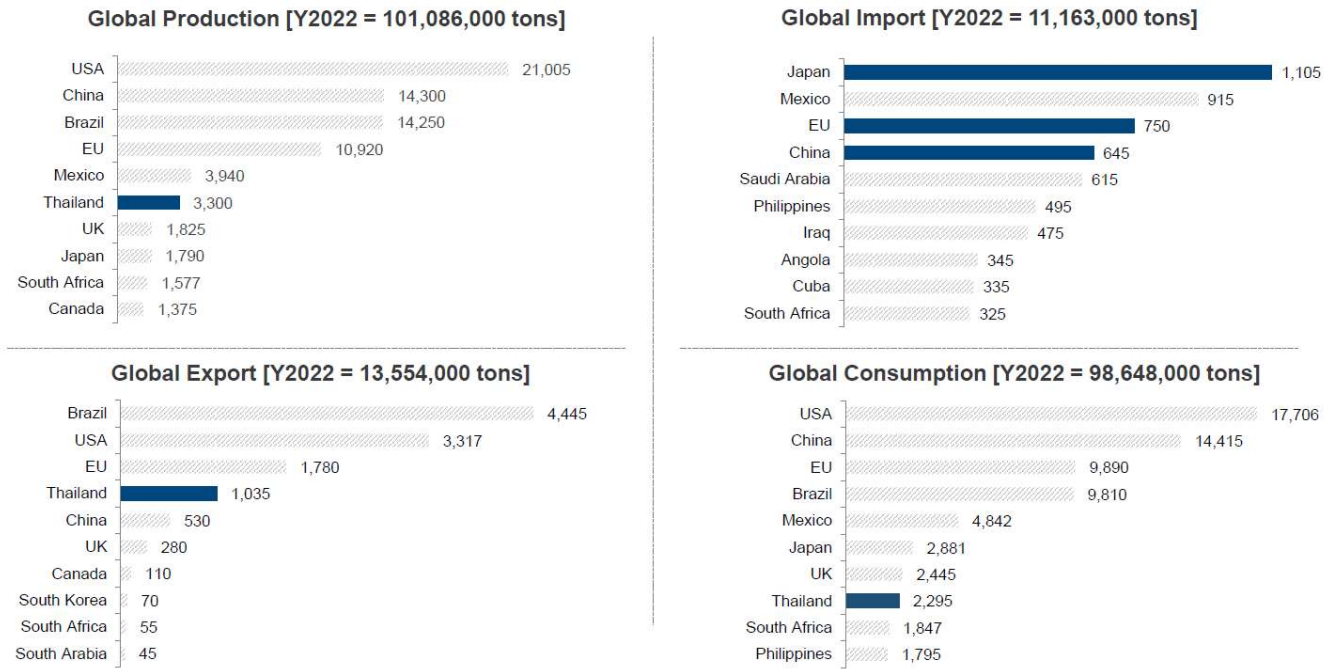 Global Production [Y2022 = 101,086,000 tons]
USA 21,005
China 14,300
Brazil 14,250
EU 10,920
Mexico 3,940
Thailand 3,300
UK 1,825
Japan 1,790
South Africa 1,577
Canada 1,375
Global Import [Y2022 = 11,163,000 tons]
Japan 1,105
Mexico 915
EU 750
China 645
Saudi Arabia 615
Philippines 495
Iraq 475
Angola 345
Cuba 335
South Africa 325
Global Export [Y2022 = 13,554,000 tons]
Brazil 4,445
USA 3,317
EU 1,780
Thailand 1,035
China 530
UK 280
Canada 110
South Korea 70
South Africa 55
South Arabia 45
Global Consumption [Y2022 = 98,648,000 tons]
USA 17,706
China 14,415
EU 9,890
Brazil 9,810
Mexico 4,842
Japan 2,881
UK 2,445
Thailand 2,295
South Africa 1,847
Philippines 1,795